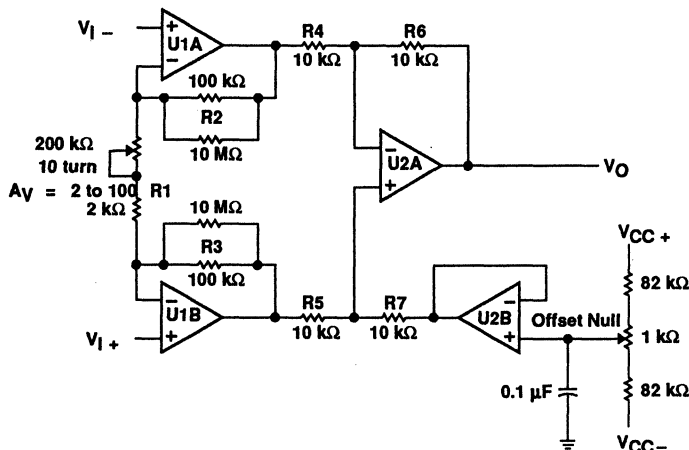 VI −
+
U1A
−
R4
10 kΩ
R6
10 kΩ
100 kΩ
R2
10 MΩ
200 kΩ
10 turn
AV = 2 to 100 R1
2 kΩ
−
U2A
+
VO
10 MΩ
R3
100 kΩ
−
U1B
+
VI +
R5
10 kΩ
R7
10 kΩ
−
U2B
+
Offset Null
0.1 µF
VCC+
82 kΩ
1 kΩ
82 kΩ
VCC−